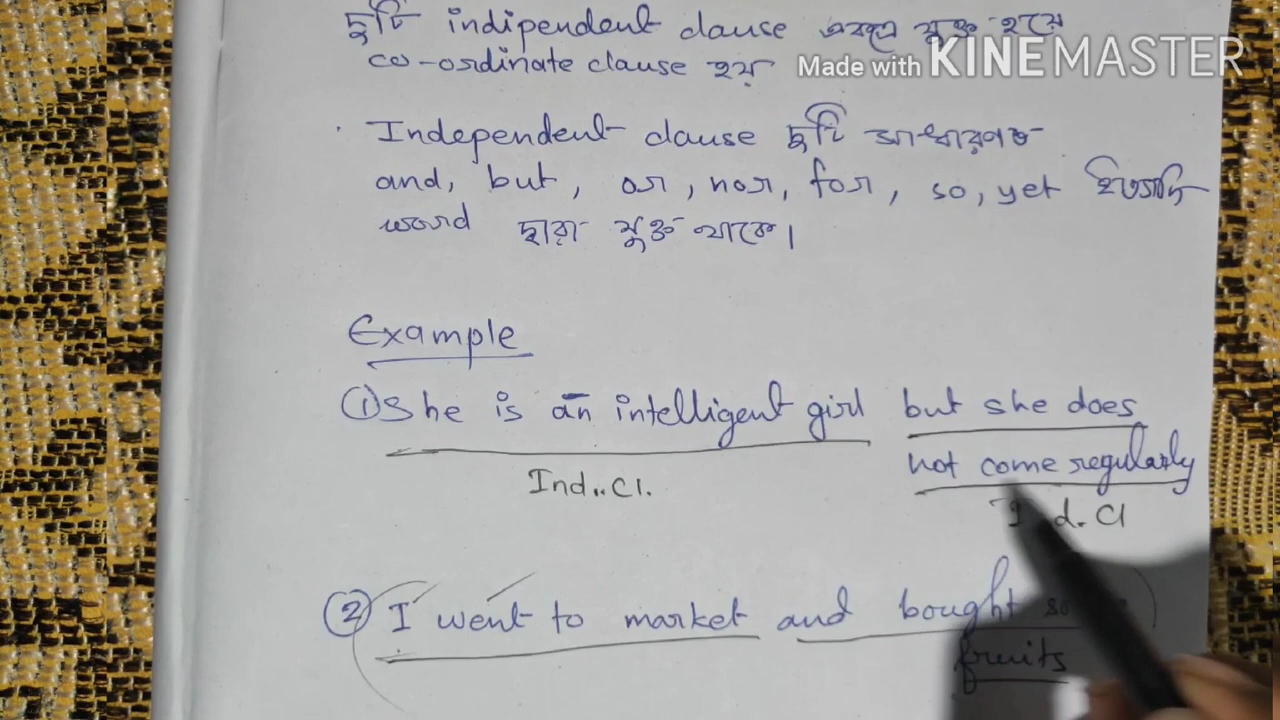 দুটি indipendent clause একত্রে যুক্ত হয়ে
co-ordinate clause হয়
Made with KINEMASTER
Independent clause দুটি সাধারণত
and, but, or, nor, for, so, yet ইত্যাদি
word দ্বারা যুক্ত থাকে।
Example
① She is an intelligent girl but she does
not come regularly
Ind. Cl.
Ind. Cl
② I went to market and bought
fruits